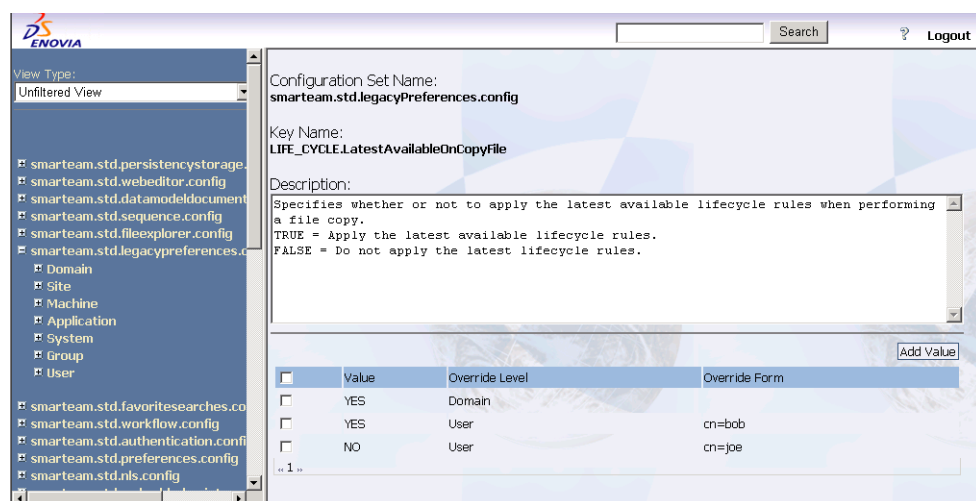 ENOVIA
Search
?
Logout
View Type:
Unfiltered View
smarteam.std.persistencystorage.
smarteam.std.webeditor.config
smarteam.std.datamodeldocument
smarteam.std.sequence.config
smarteam.std.fileexplorer.config
smarteam.std.legacypreferences.c
Domain
Site
Machine
Application
System
Group
User
smarteam.std.favoritesearches.co
smarteam.std.workflow.config
smarteam.std.authentication.confi
smarteam.std.preferences.config
smarteam.std.nls.config
Configuration Set Name:
smarteam.std.legacyPreferences.config
Key Name:
LIFE_CYCLE.LatestAvailableOnCopyFile
Description:
Specifies whether or not to apply the latest available lifecycle rules when performing
a file copy.
TRUE = Apply the latest available lifecycle rules.
FALSE = Do not apply the latest lifecycle rules.
Add Value
Value Override Level Override Form
YES Domain
YES User cn=bob
NO User cn=joe
.. 1 ..